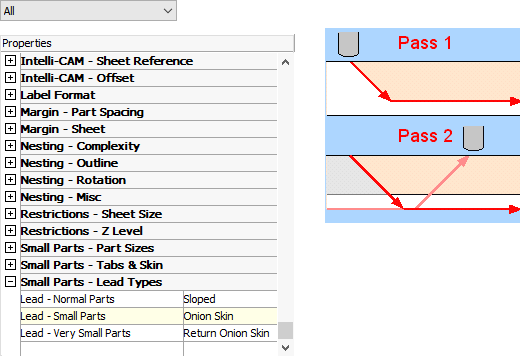 All
Properties
Intelli-CAM - Sheet Reference
Intelli-CAM - Offset
Label Format
Margin - Part Spacing
Margin - Sheet
Nesting - Complexity
Nesting - Outline
Nesting - Rotation
Nesting - Misc
Restrictions - Sheet Size
Restrictions - Z Level
Small Parts - Part Sizes
Small Parts - Tabs & Skin
Small Parts - Lead Types
Lead - Normal Parts Sloped
Lead - Small Parts Onion Skin
Lead - Very Small Parts Return Onion Skin
Pass 1
Pass 2